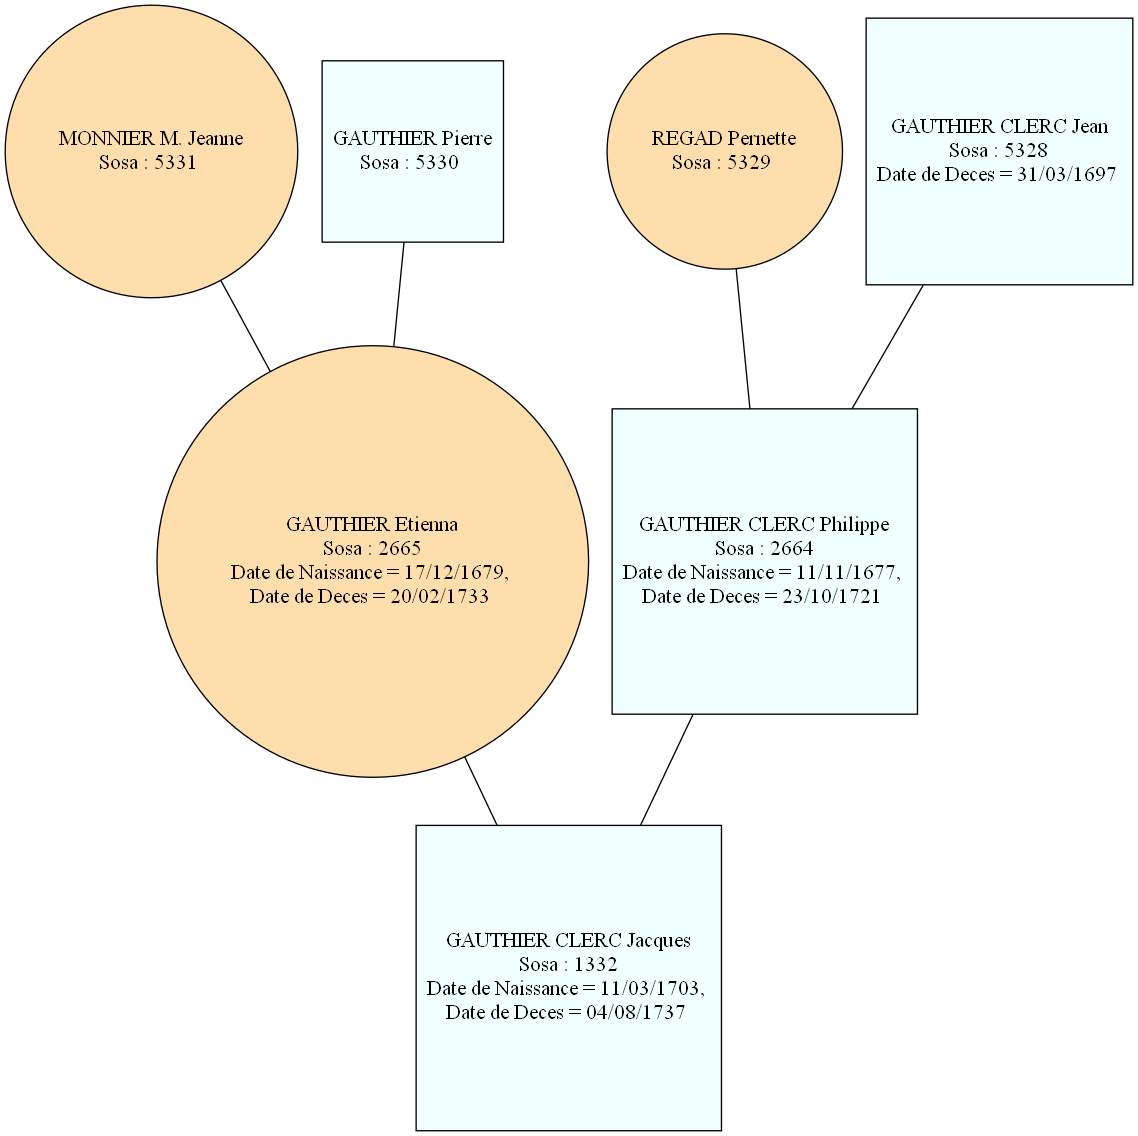 MONNIER M. Jeanne
Sosa : 5331
GAUTHIER Pierre
Sosa : 5330
REGAD Pernette
Sosa : 5329
GAUTHIER CLERC Jean
Sosa : 5328
Date de Deces = 31/03/1697
GAUTHIER Etienna
Sosa : 2665
Date de Naissance = 17/12/1679,
Date de Deces = 20/02/1733
GAUTHIER CLERC Philippe
Sosa : 2664
Date de Naissance = 11/11/1677,
Date de Deces = 23/10/1721
GAUTHIER CLERC Jacques
Sosa : 1332
Date de Naissance = 11/03/1703,
Date de Deces = 04/08/1737